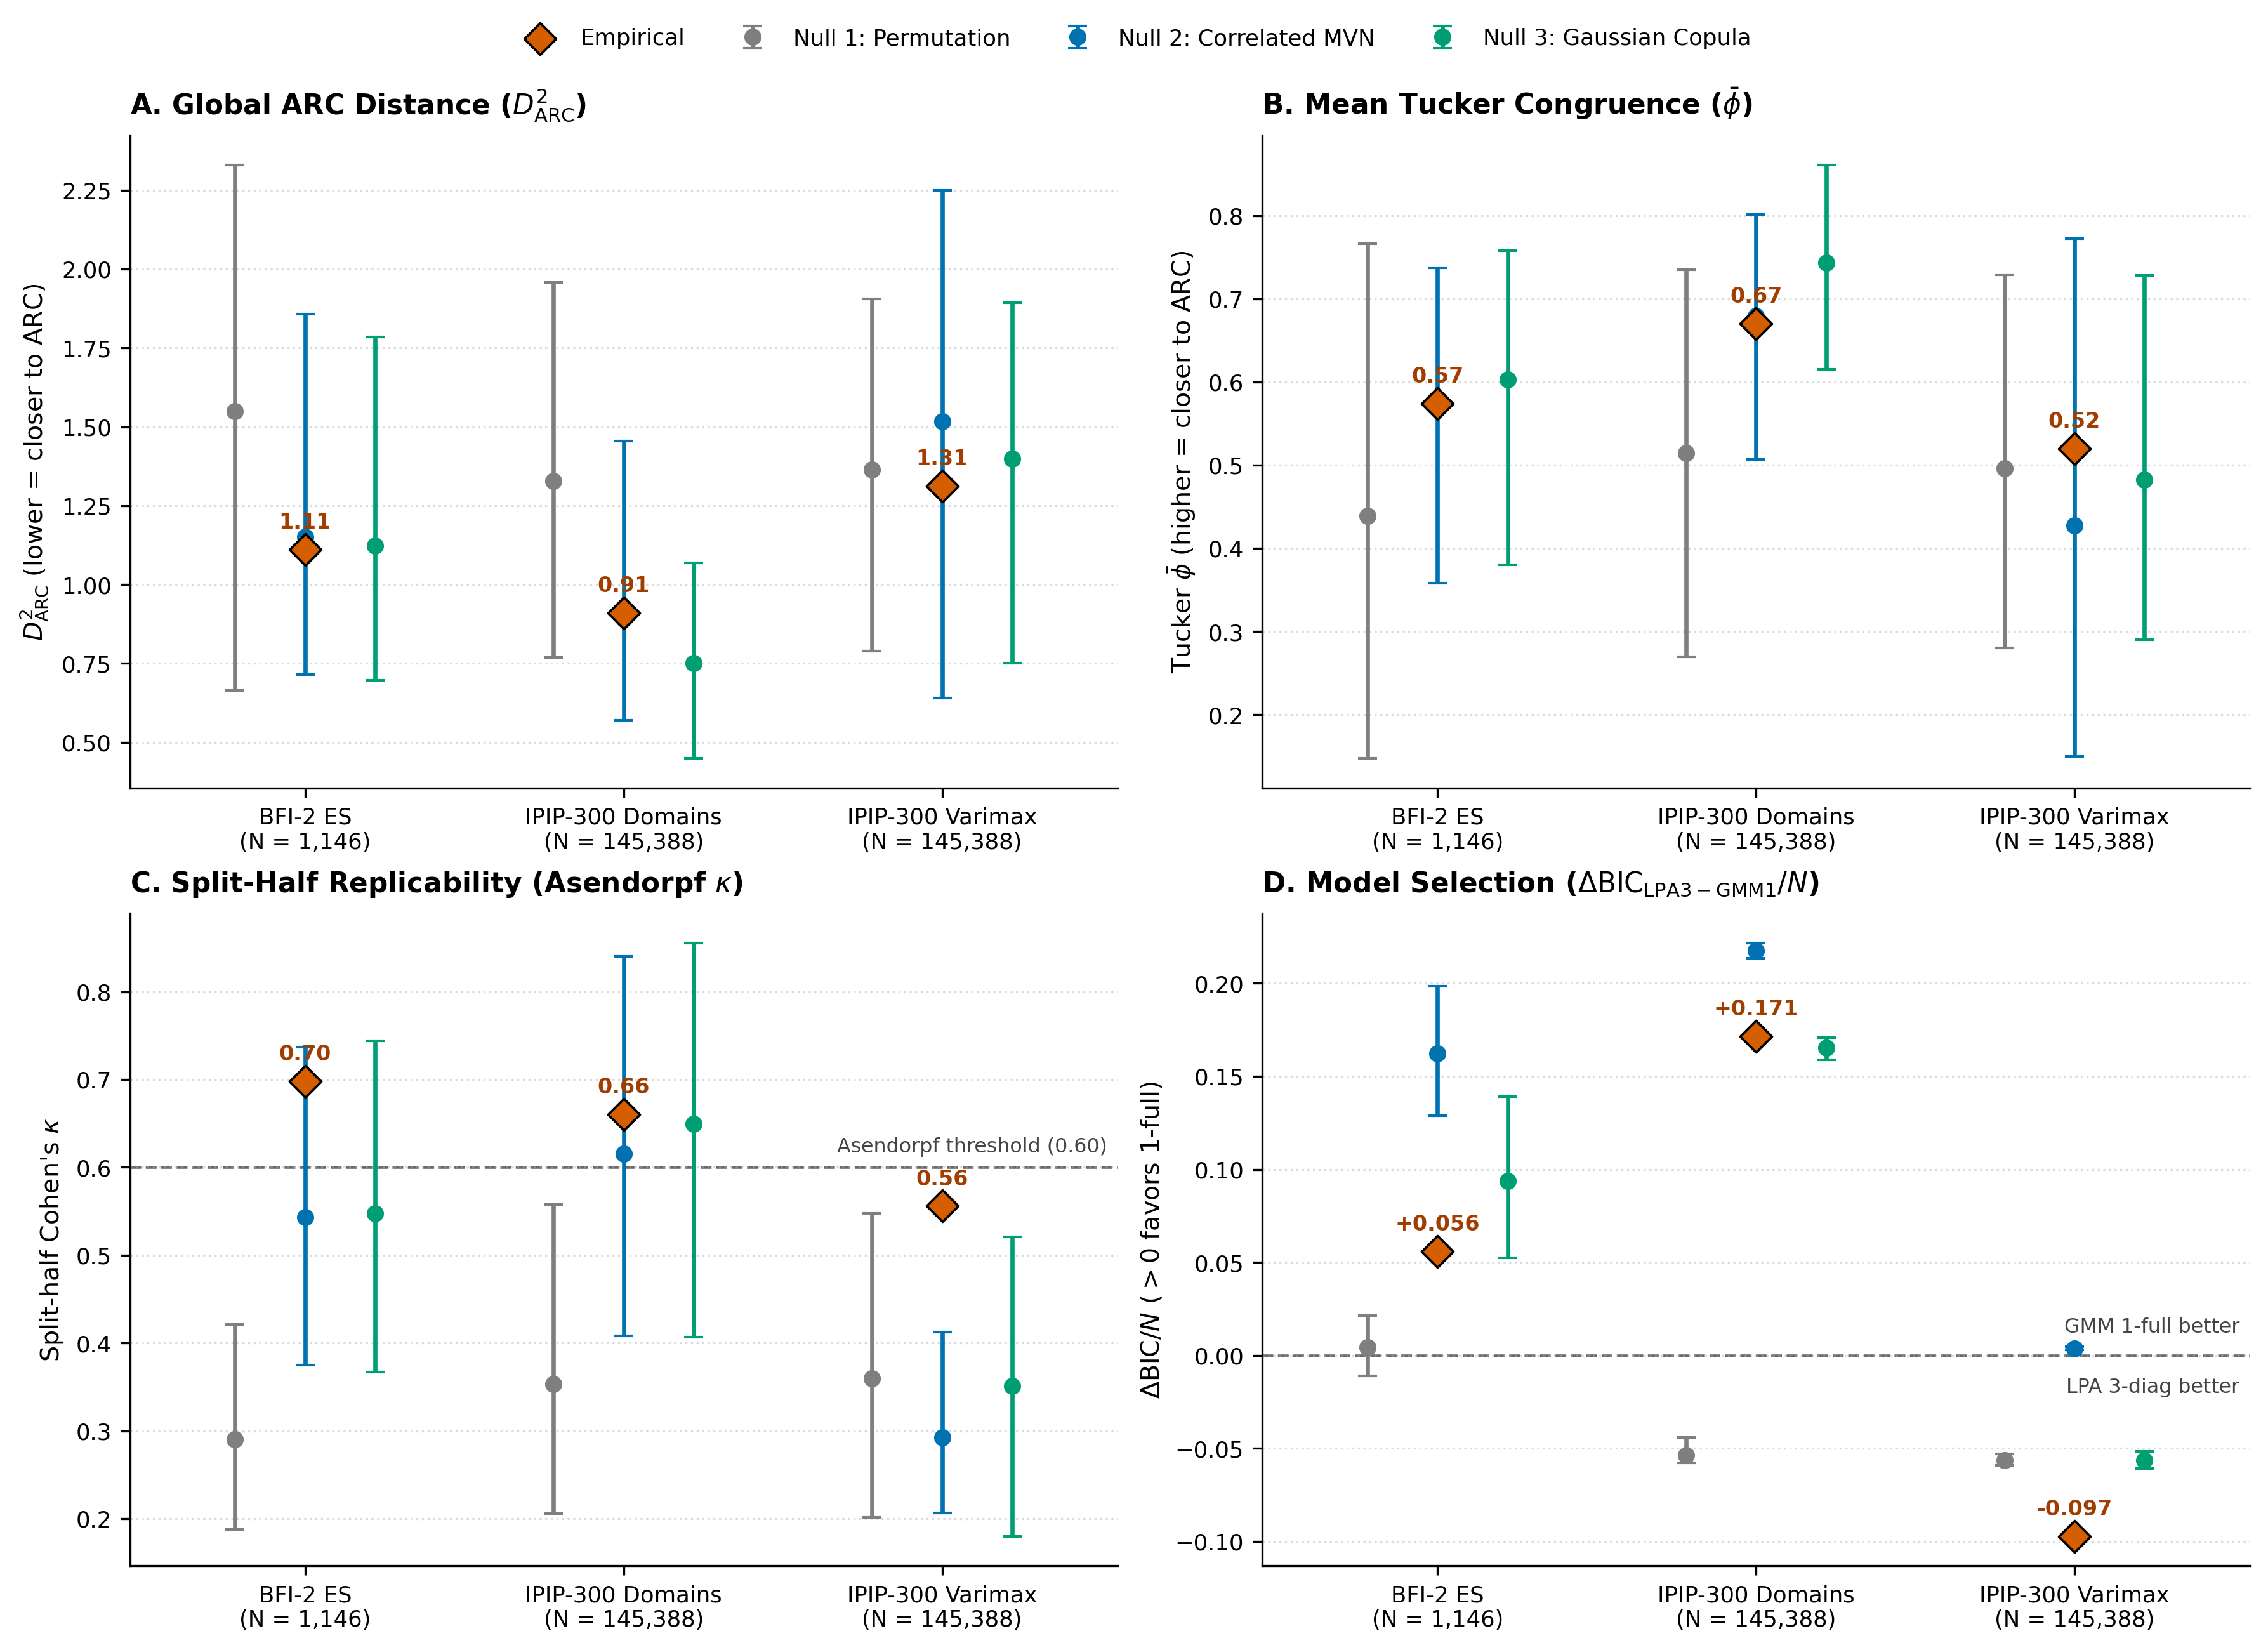 Empirical
Null 1: Permutation
Null 2: Correlated MVN
Null 3: Gaussian Copula
A. Global ARC Distance (D²_ARC)
D²_ARC (lower = closer to ARC)
2.25
2.00
1.75
1.50
1.25
1.00
0.75
0.50
1.11
0.91
1.31
BFI-2 ES
(N = 1,146)
IPIP-300 Domains
(N = 145,388)
IPIP-300 Varimax
(N = 145,388)
B. Mean Tucker Congruence (ϕ̄)
Tucker ϕ̄ (higher = closer to ARC)
0.8
0.7
0.6
0.5
0.4
0.3
0.2
0.57
0.67
0.52
BFI-2 ES
(N = 1,146)
IPIP-300 Domains
(N = 145,388)
IPIP-300 Varimax
(N = 145,388)
C. Split-Half Replicability (Asendorpf κ)
Split-half Cohen's κ
0.8
0.7
0.6
0.5
0.4
0.3
0.2
0.70
0.66
Asendorpf threshold (0.60)
0.56
BFI-2 ES
(N = 1,146)
IPIP-300 Domains
(N = 145,388)
IPIP-300 Varimax
(N = 145,388)
D. Model Selection (ΔBIC_LPA3−GMM1/N)
ΔBIC/N (>0 favors 1-full)
0.20
0.15
0.10
0.05
0.00
−0.05
−0.10
+0.056
+0.171
GMM 1-full better
LPA 3-diag better
-0.097
BFI-2 ES
(N = 1,146)
IPIP-300 Domains
(N = 145,388)
IPIP-300 Varimax
(N = 145,388)